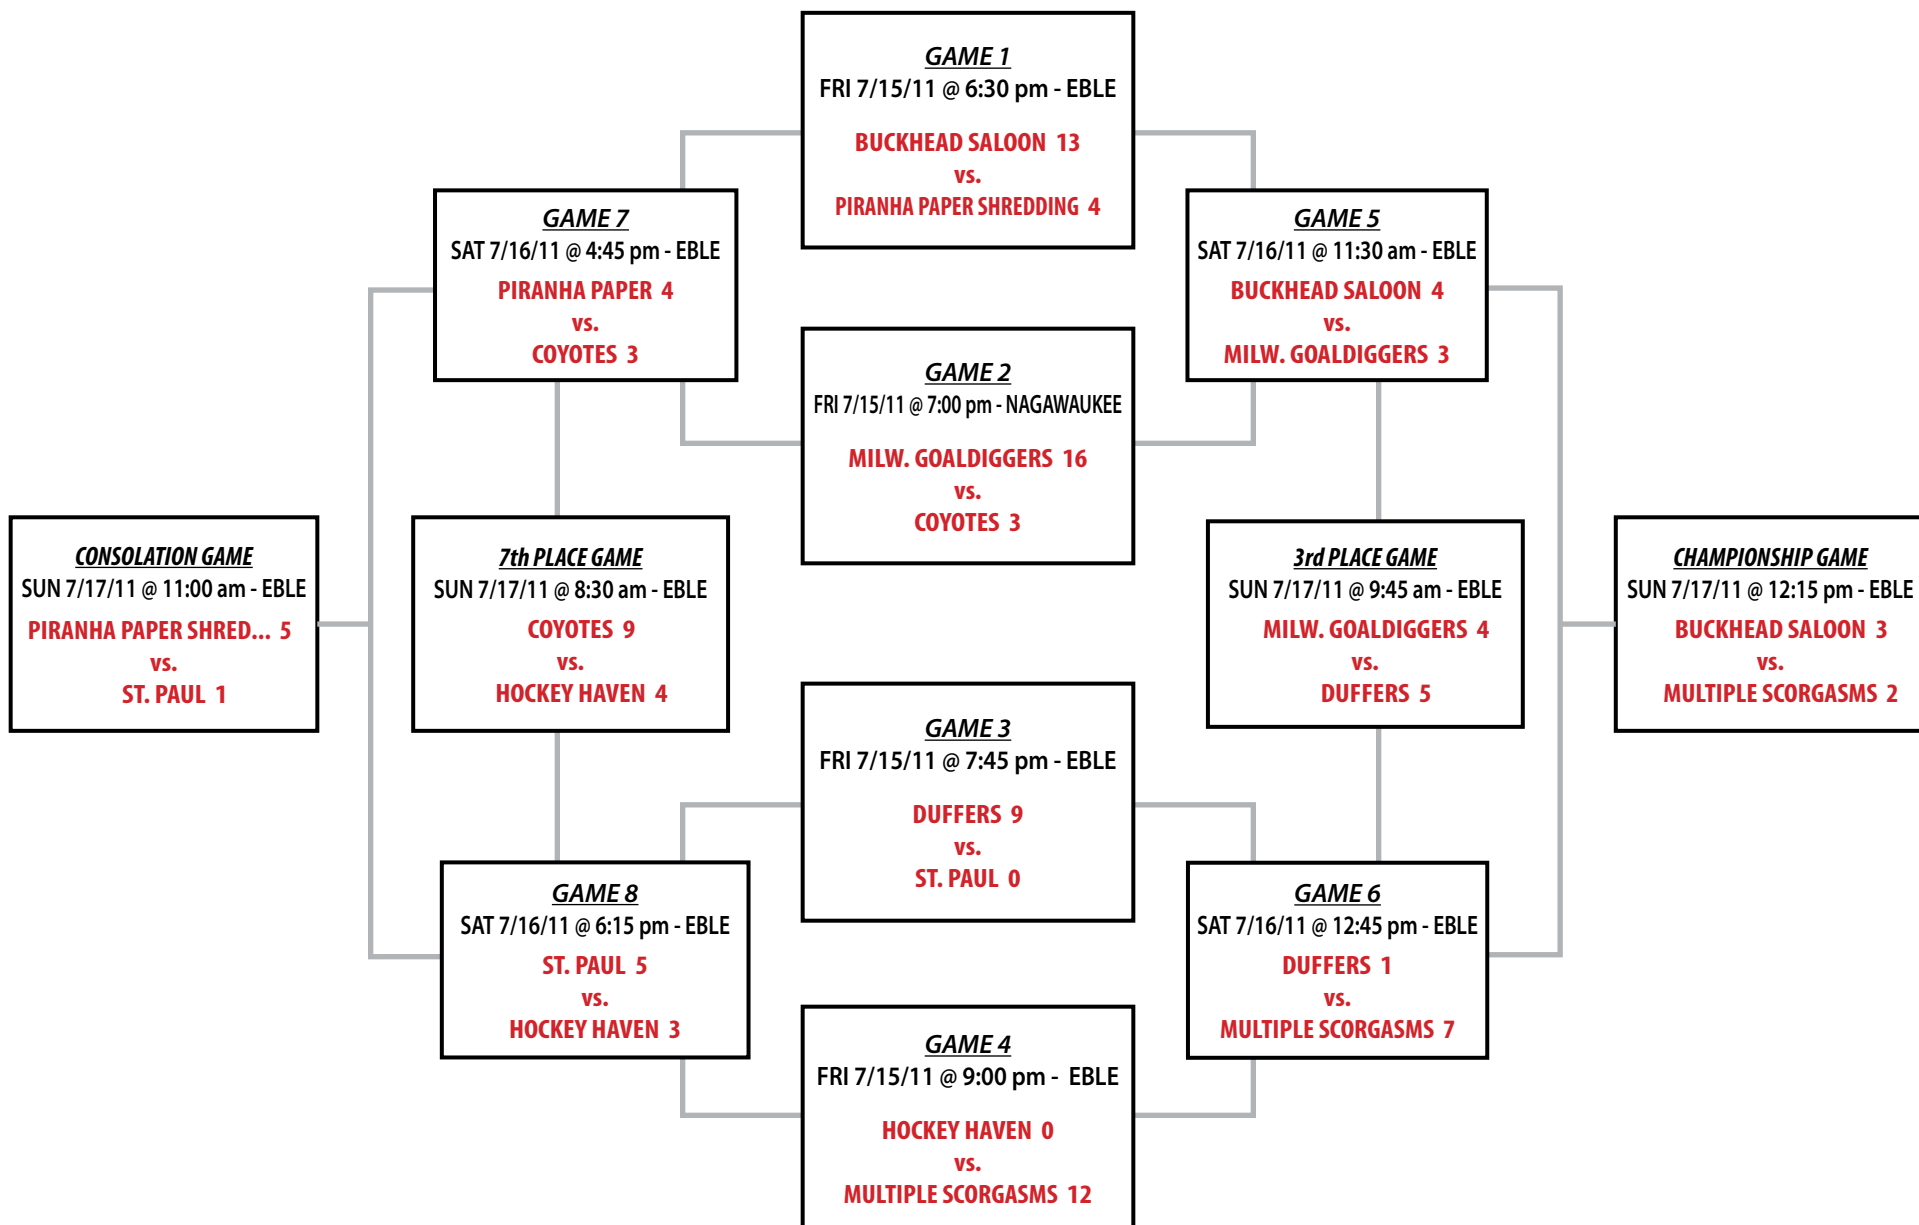 GAME 1
FRI 7/15/11 @ 6:30 pm - EBLE
BUCKHEAD SALOON 13
vs.
PIRANHA PAPER SHREDDING 4
GAME 7
SAT 7/16/11 @ 4:45 pm - EBLE
PIRANHA PAPER 4
vs.
COYOTES 3
GAME 5
SAT 7/16/11 @ 11:30 am - EBLE
BUCKHEAD SALOON 4
vs.
MILW. GOALDIGGERS 3
GAME 2
FRI 7/15/11 @ 7:00 pm - NAGAWAUKEE
MILW. GOALDIGGERS 16
vs.
COYOTES 3
CONSOLATION GAME
SUN 7/17/11 @ 11:00 am - EBLE
PIRANHA PAPER SHRED... 5
vs.
ST. PAUL 1
7th PLACE GAME
SUN 7/17/11 @ 8:30 am - EBLE
COYOTES 9
vs.
HOCKEY HAVEN 4
3rd PLACE GAME
SUN 7/17/11 @ 9:45 am - EBLE
MILW. GOALDIGGERS 4
vs.
DUFFERS 5
CHAMPIONSHIP GAME
SUN 7/17/11 @ 12:15 pm - EBLE
BUCKHEAD SALOON 3
vs.
MULTIPLE SCORGASMS 2
GAME 3
FRI 7/15/11 @ 7:45 pm - EBLE
DUFFERS 9
vs.
ST. PAUL 0
GAME 8
SAT 7/16/11 @ 6:15 pm - EBLE
ST. PAUL 5
vs.
HOCKEY HAVEN 3
GAME 6
SAT 7/16/11 @ 12:45 pm - EBLE
DUFFERS 1
vs.
MULTIPLE SCORGASMS 7
GAME 4
FRI 7/15/11 @ 9:00 pm - EBLE
HOCKEY HAVEN 0
vs.
MULTIPLE SCORGASMS 12